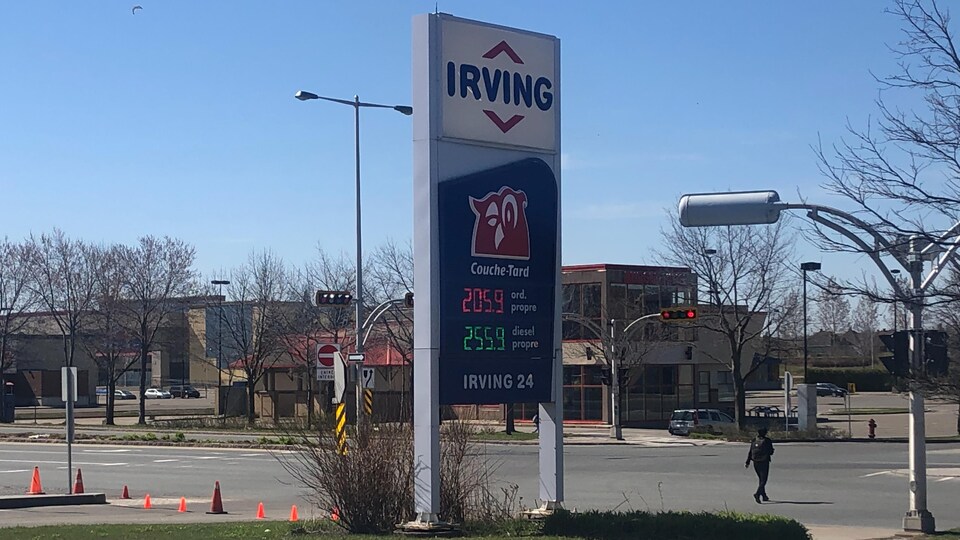 IRVING
Couche-Tard
205.9 ord. propre
255.9 diesel propre
IRVING 24